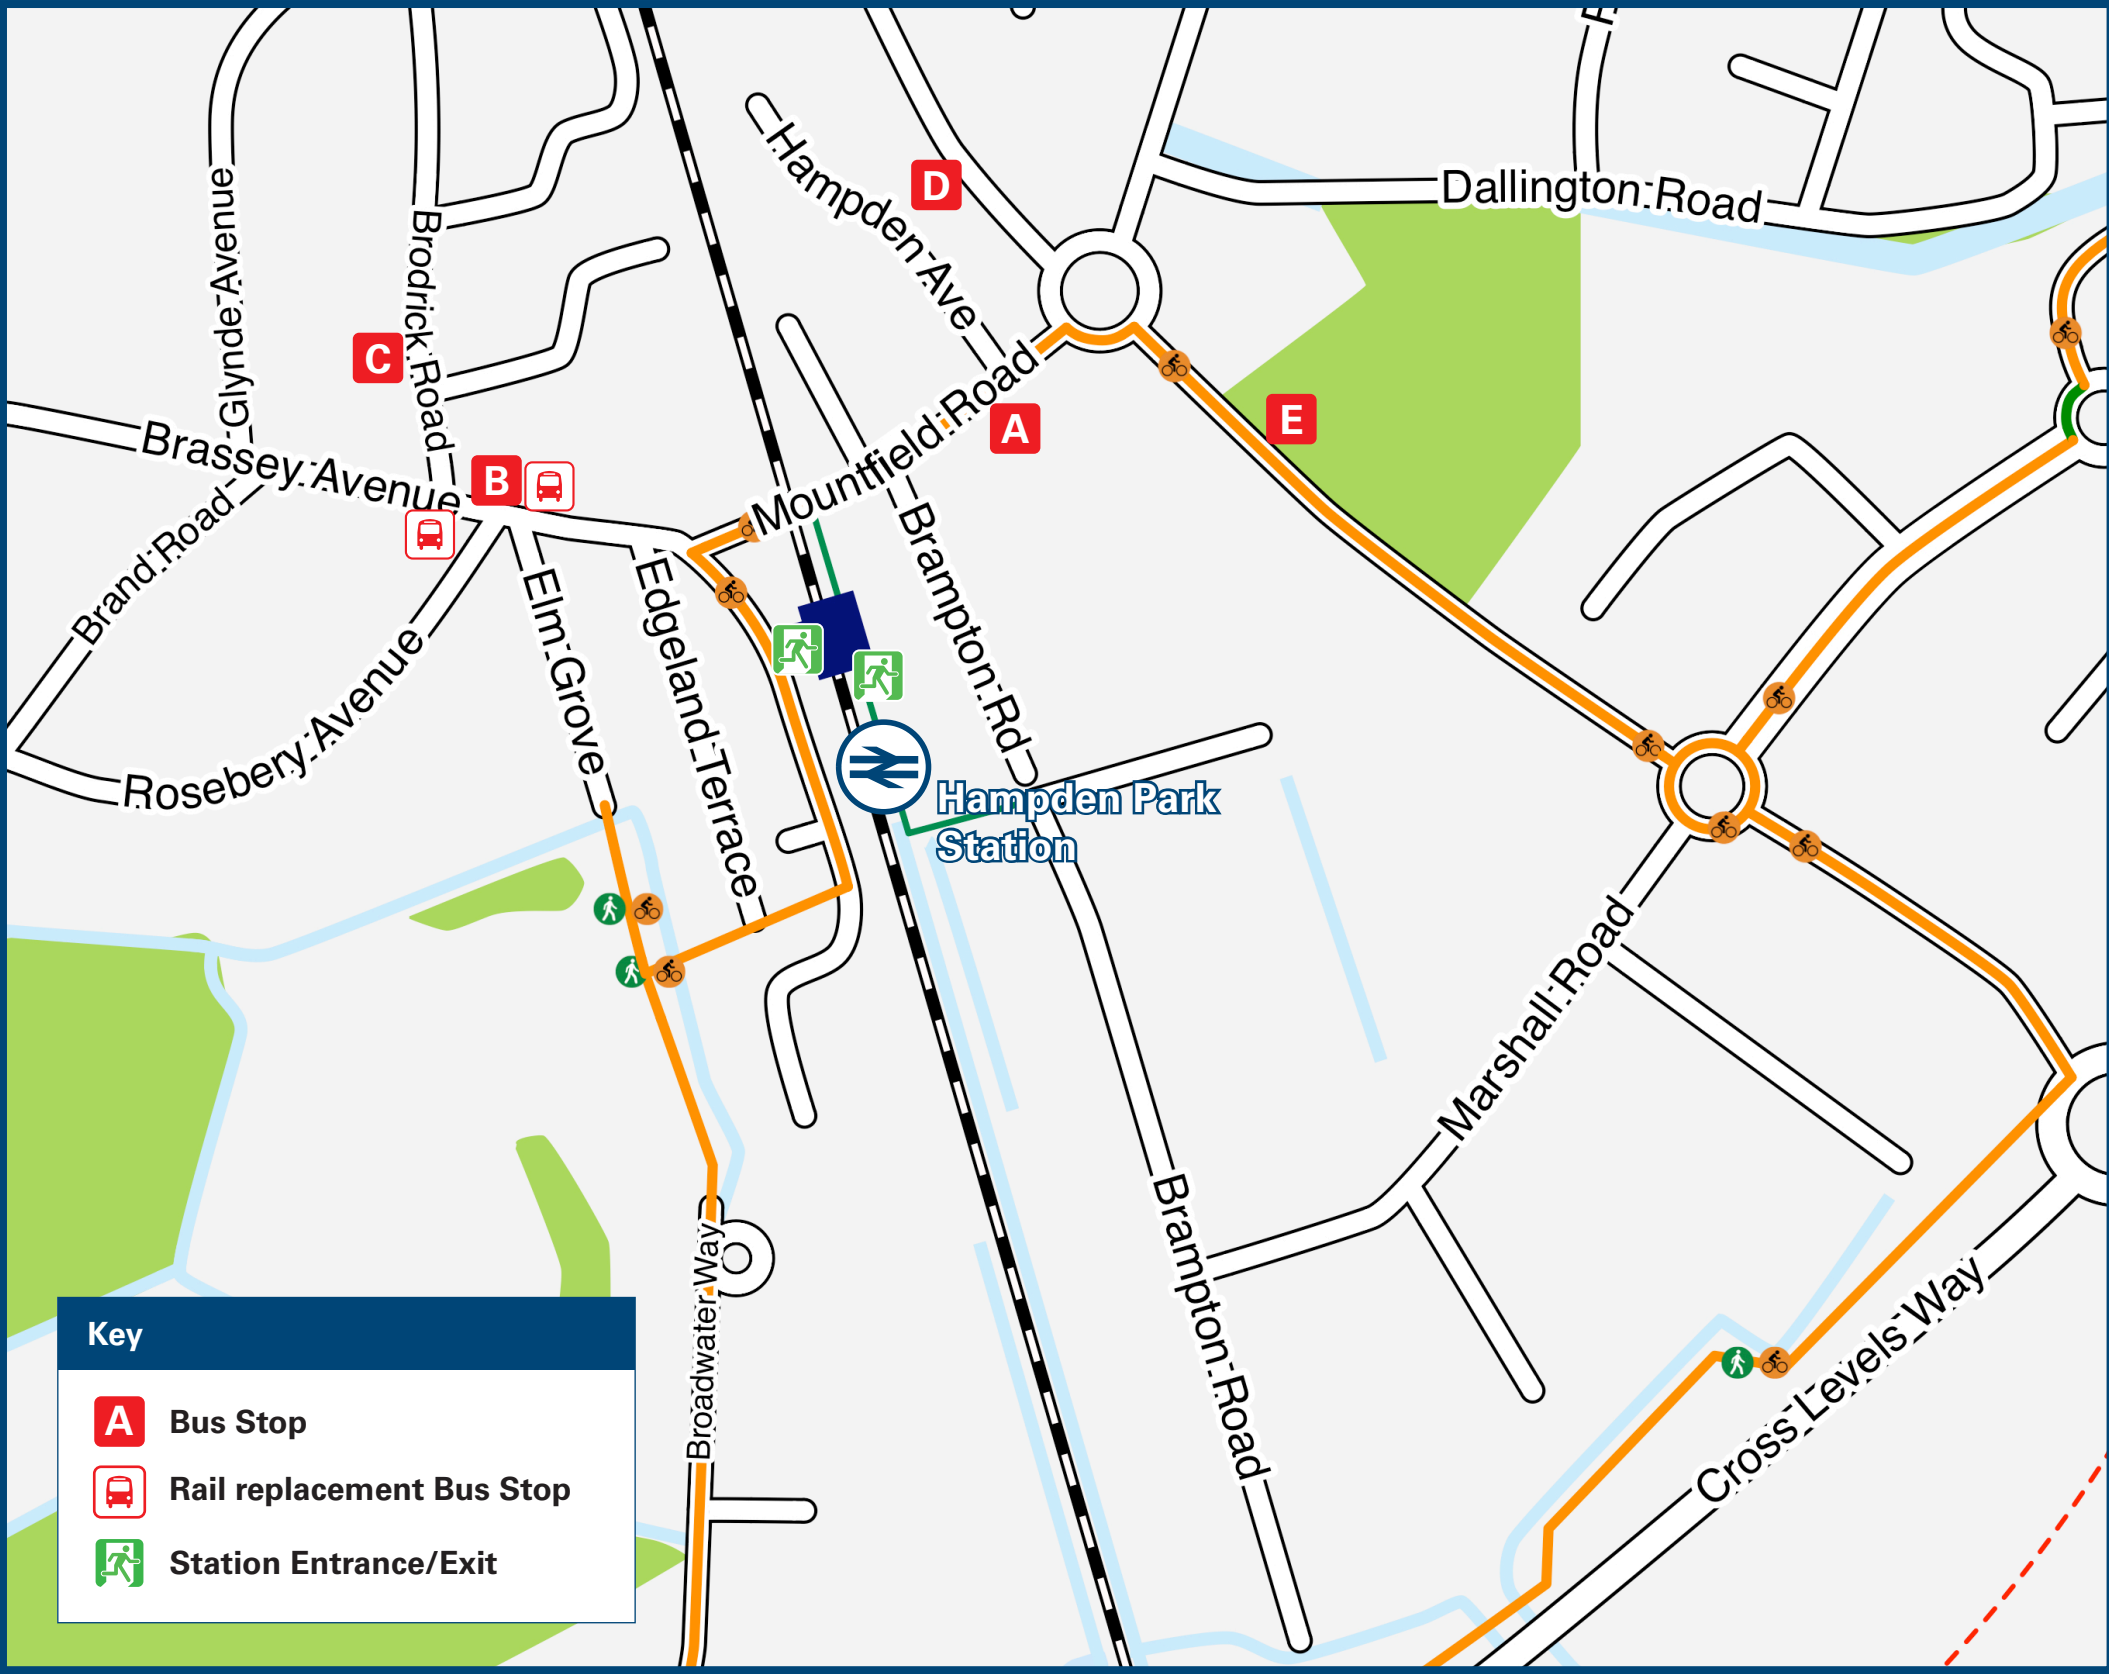 Hampden Ave
D
Dallington Road
Glynde Avenue
Brodrick Road
C
A
E
Mountfield Road
Brassey Avenue
B
Brand Road
Rosebery Avenue
Elm Grove
Edgeland Terrace
Brampton Rd
Hampden Park
Station
Marshall Road
Brampton Road
Broadwater Way
Cross Levels Way
Key
A Bus Stop
Rail replacement Bus Stop
Station Entrance/Exit